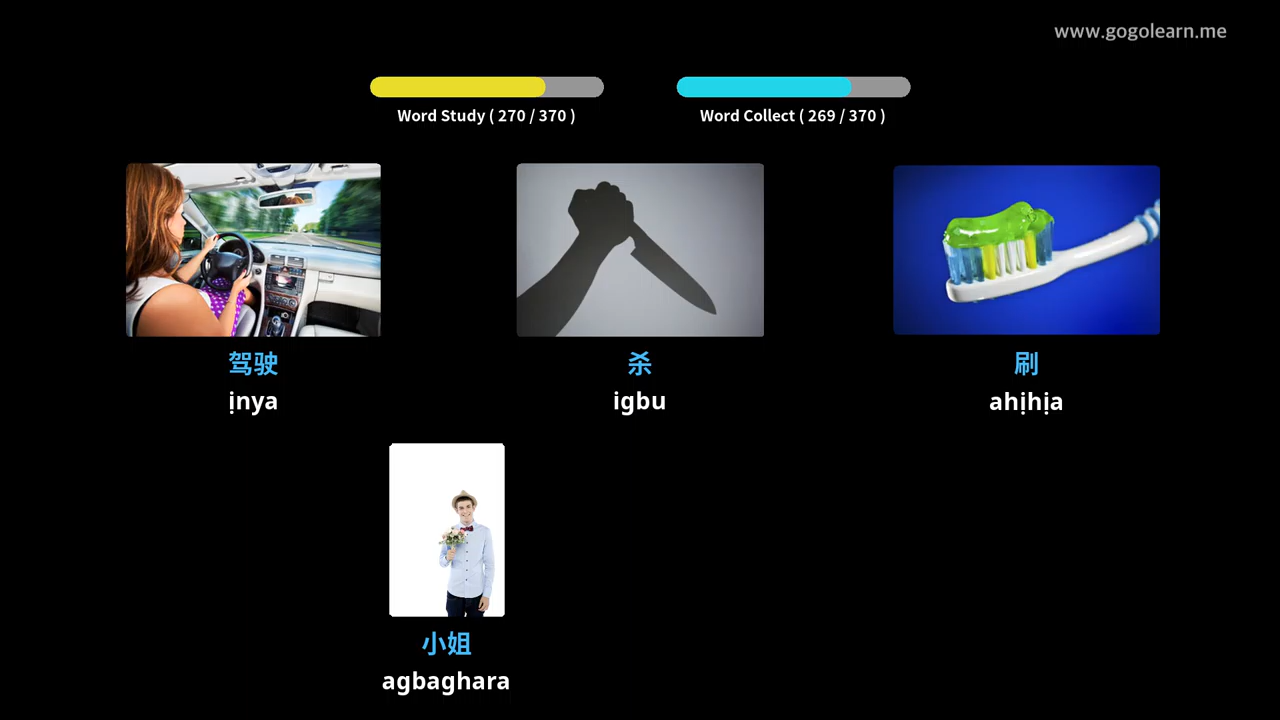 www.gogolearn.me
Word Study ( 270 / 370 )
Word Collect ( 269 / 370 )
驾驶
ịnya
杀
igbu
刷
ahịhịa
小姐
agbaghara